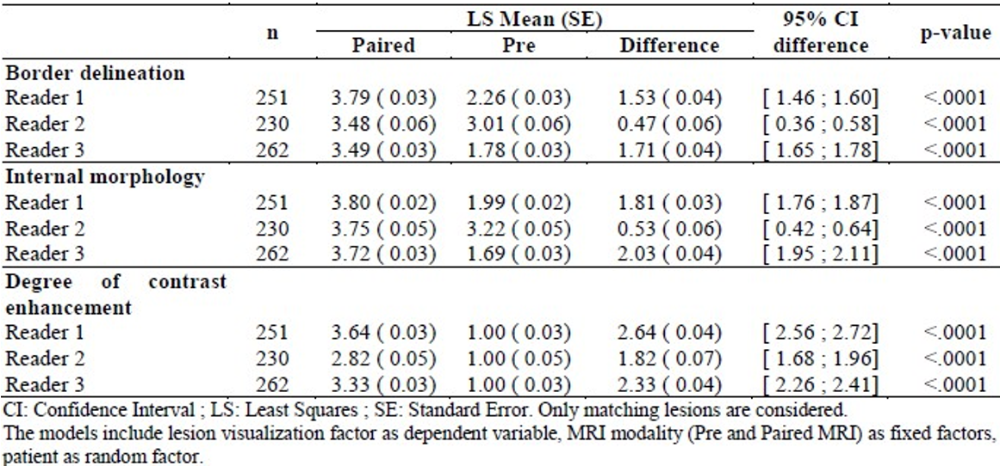 n LS Mean (SE) 95% CI difference p-value
Paired Pre Difference
Border delineation
Reader 1 251 3.79 ( 0.03) 2.26 ( 0.03) 1.53 ( 0.04) [ 1.46 ; 1.60] <.0001
Reader 2 230 3.48 ( 0.06) 3.01 ( 0.06) 0.47 ( 0.06) [ 0.36 ; 0.58] <.0001
Reader 3 262 3.49 ( 0.03) 1.78 ( 0.03) 1.71 ( 0.04) [ 1.65 ; 1.78] <.0001
Internal morphology
Reader 1 251 3.80 ( 0.02) 1.99 ( 0.02) 1.81 ( 0.03) [ 1.76 ; 1.87] <.0001
Reader 2 230 3.75 ( 0.05) 3.22 ( 0.05) 0.53 ( 0.06) [ 0.42 ; 0.64] <.0001
Reader 3 262 3.72 ( 0.03) 1.69 ( 0.03) 2.03 ( 0.04) [ 1.95 ; 2.11] <.0001
Degree of contrast
enhancement
Reader 1 251 3.64 ( 0.03) 1.00 ( 0.03) 2.64 ( 0.04) [ 2.56 ; 2.72] <.0001
Reader 2 230 2.82 ( 0.05) 1.00 ( 0.05) 1.82 ( 0.07) [ 1.68 ; 1.96] <.0001
Reader 3 262 3.33 ( 0.03) 1.00 ( 0.03) 2.33 ( 0.04) [ 2.26 ; 2.41] <.0001
CI: Confidence Interval ; LS: Least Squares ; SE: Standard Error. Only matching lesions are considered.
The models include lesion visualization factor as dependent variable, MRI modality (Pre and Paired MRI) as fixed factors,
patient as random factor.